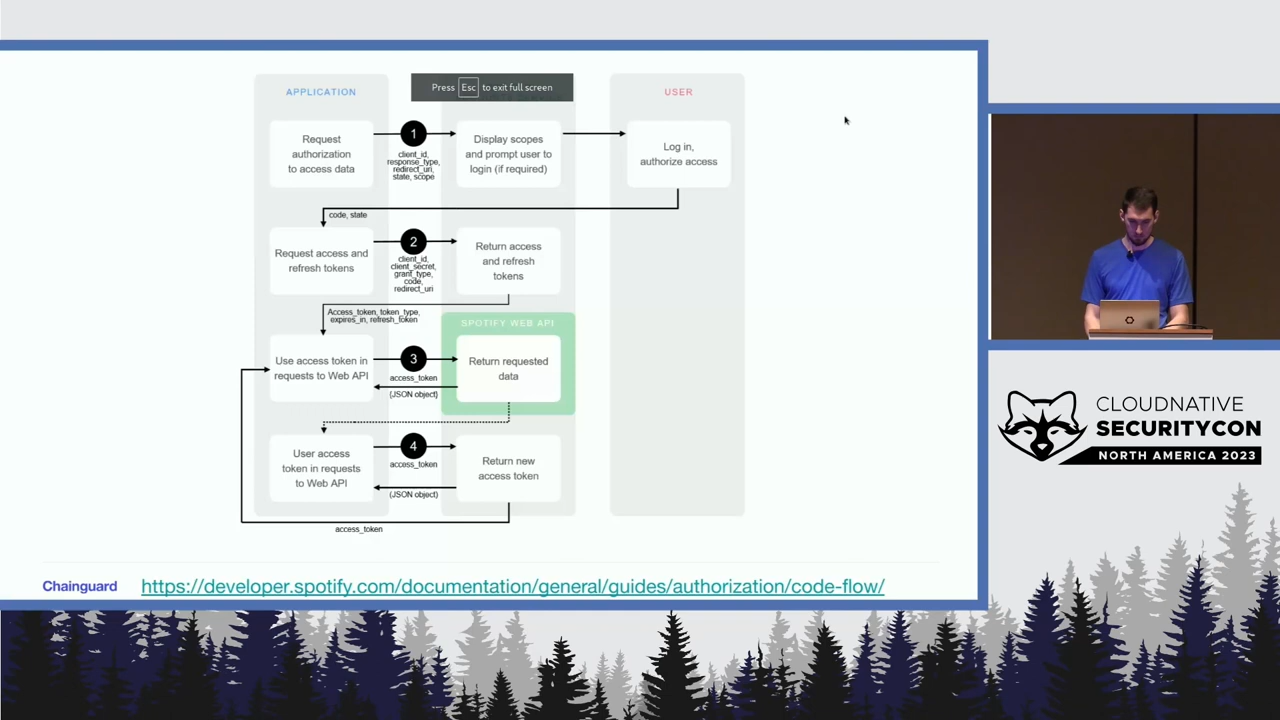 APPLICATION
Press Esc to exit full screen
USER
Request
authorization
to access data
1
client_id,
response_type,
redirect_uri,
state, scope
Display scopes
and prompt user to
login (if required)
Log in,
authorize access
code, state
Request access and
refresh tokens
2
client_id,
client_secret,
grant_type,
code,
redirect_uri
Return access
and refresh
tokens
Access_token, token_type,
expires_in, refresh_token
SPOTIFY WEB API
Use access token in
requests to Web API
3
access_token
(JSON object)
Return requested
data
User access
token in requests
to Web API
4
access_token
(JSON object)
Return new
access token
access_token
Chainguard
https://developer.spotify.com/documentation/general/guides/authorization/code-flow/
CLOUDNATIVE
SECURITYCON
NORTH AMERICA 2023